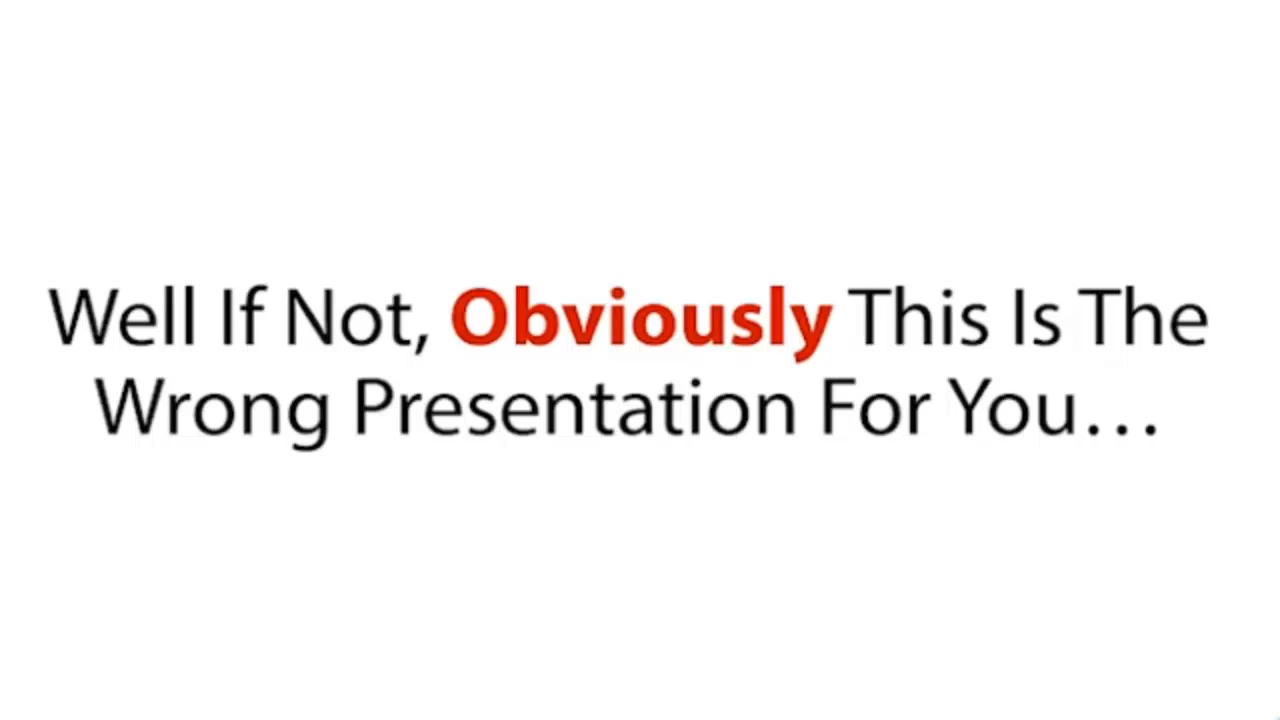 Well If Not, Obviously This Is The
Wrong Presentation For You…